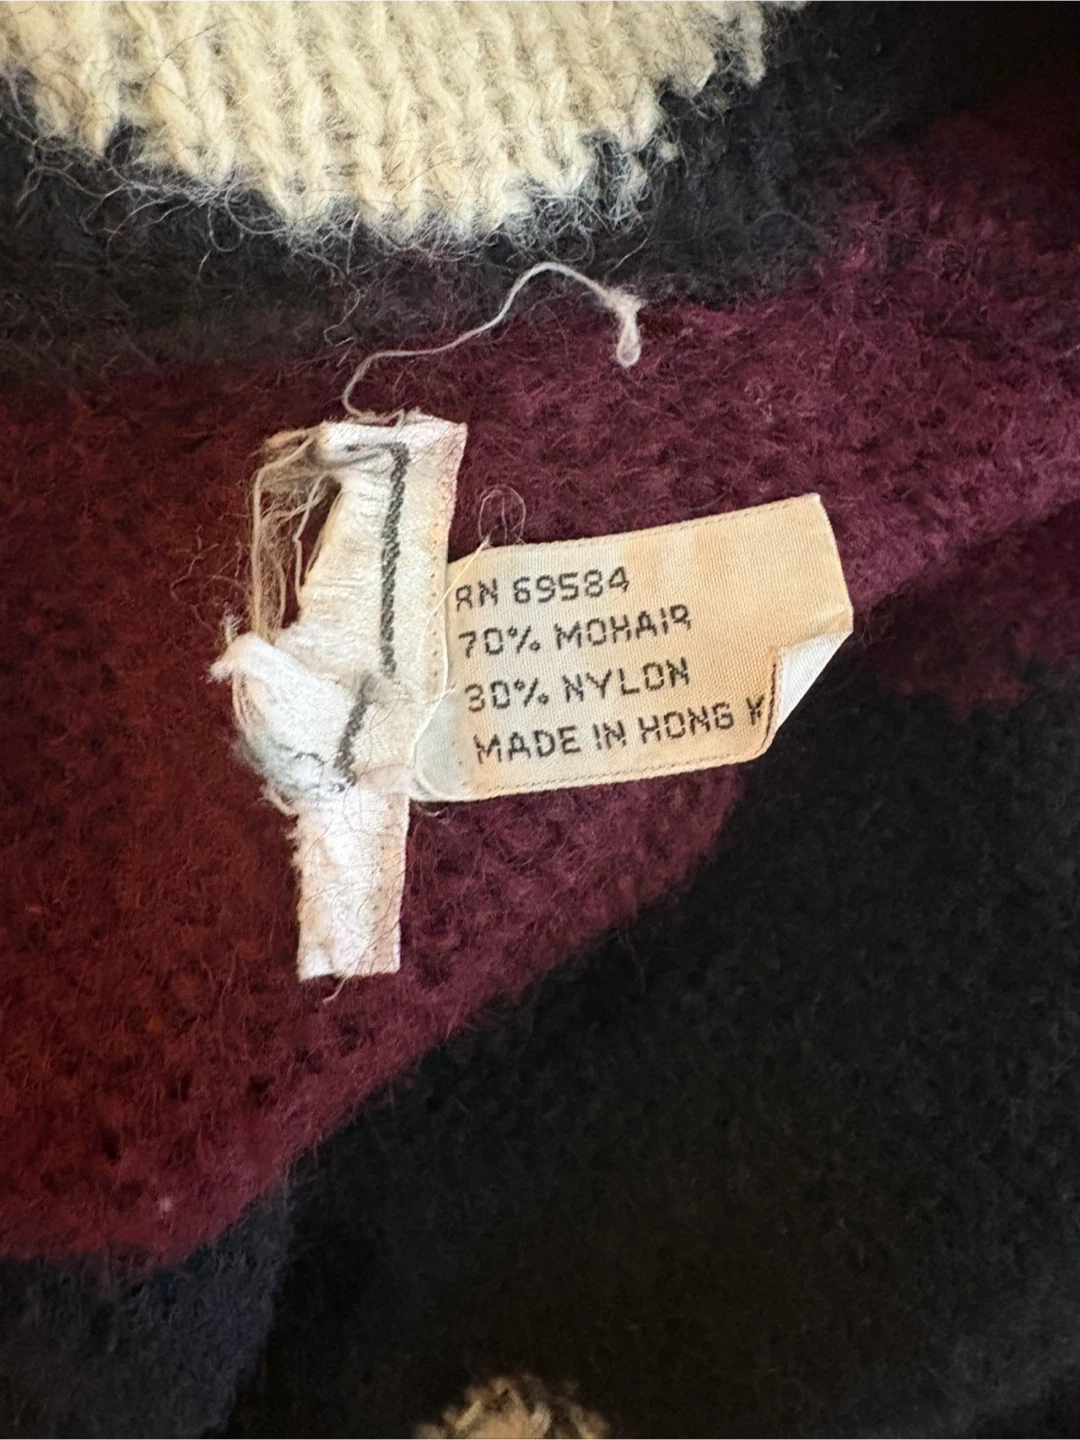 RN 69584
70% MOHAIR
30% NYLON
MADE IN HONG K